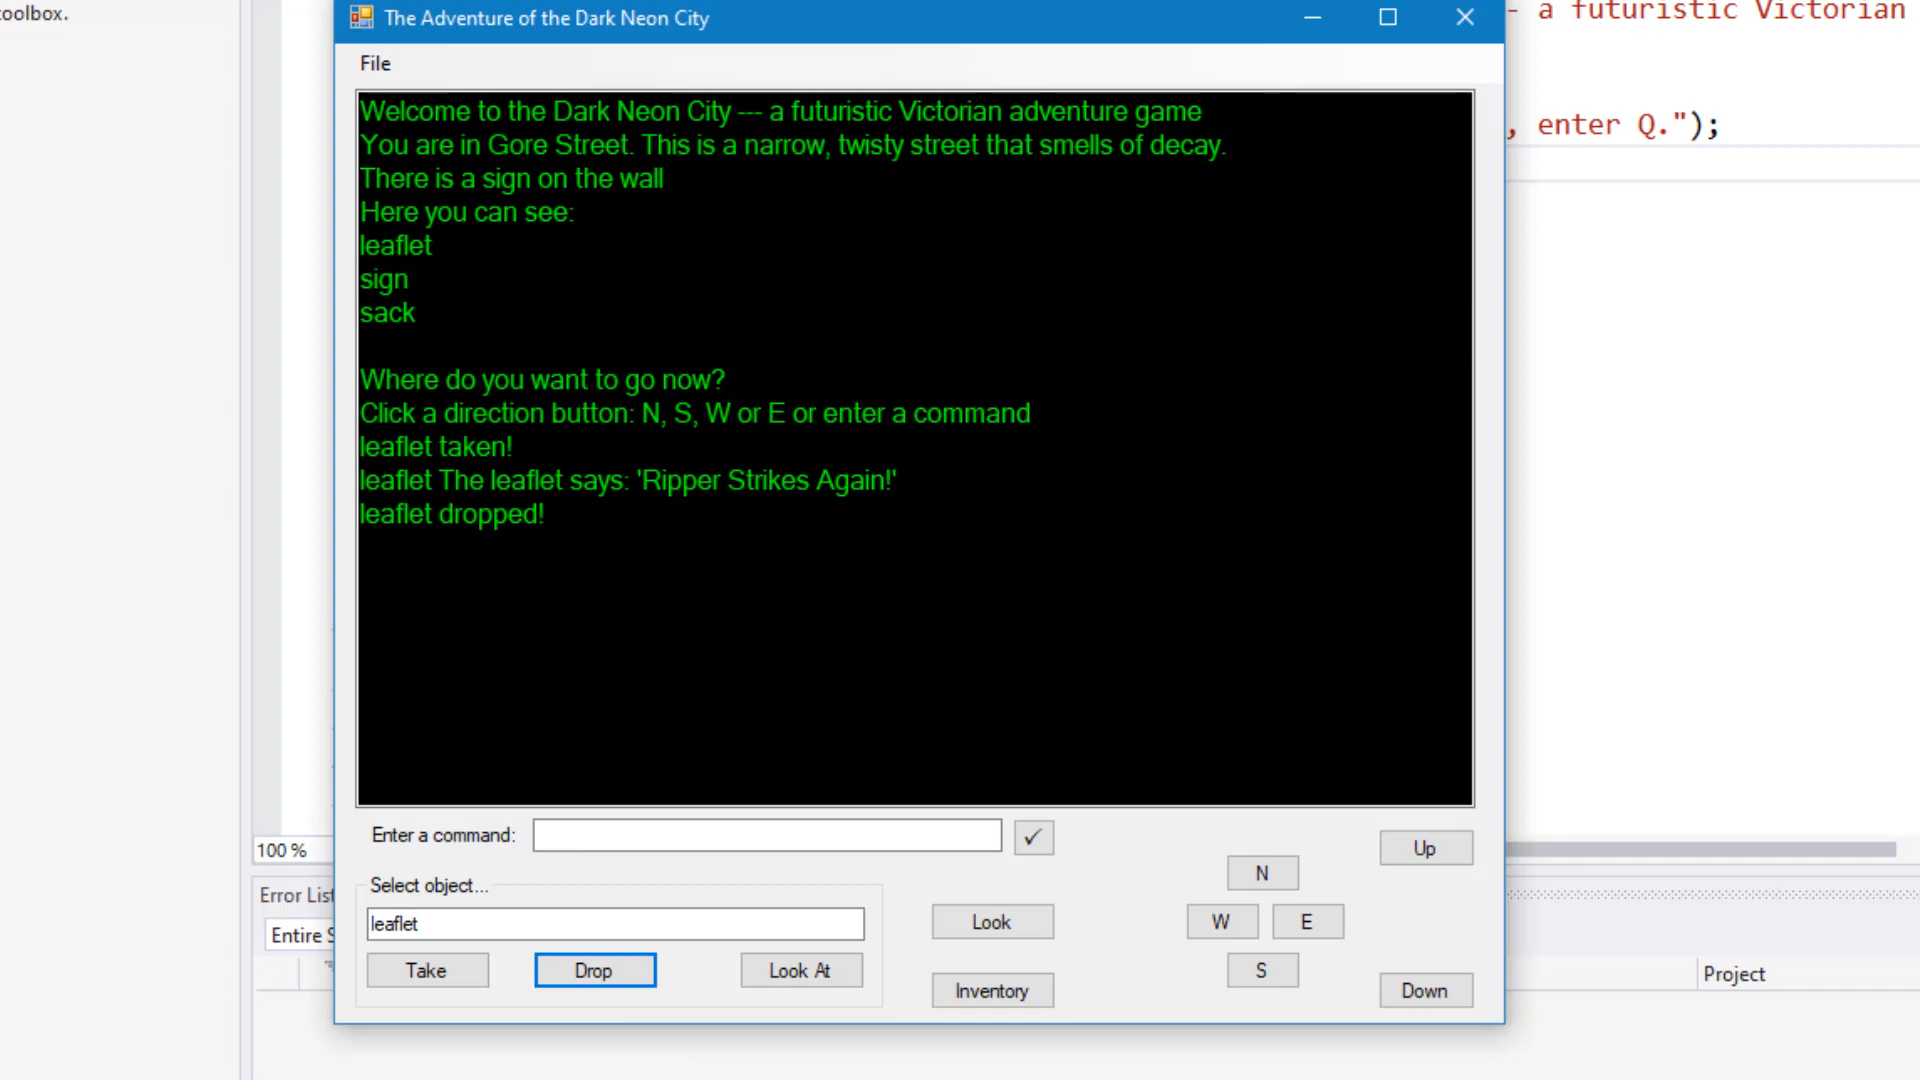 toolbox.
The Adventure of the Dark Neon City
- a futuristic Victorian
File
, enter Q.");
Welcome to the Dark Neon City --- a futuristic Victorian adventure game
You are in Gore Street. This is a narrow, twisty street that smells of decay.
There is a sign on the wall
Here you can see:
leaflet
sign
sack
Where do you want to go now?
Click a direction button: N, S, W or E or enter a command
leaflet taken!
leaflet The leaflet says: 'Ripper Strikes Again!'
leaflet dropped!
Enter a command:
✓
Up
100 %
N
Select object...
Error List
leaflet
Look
W
E
Entire S
Take
Drop
Look At
S
Project
Inventory
Down